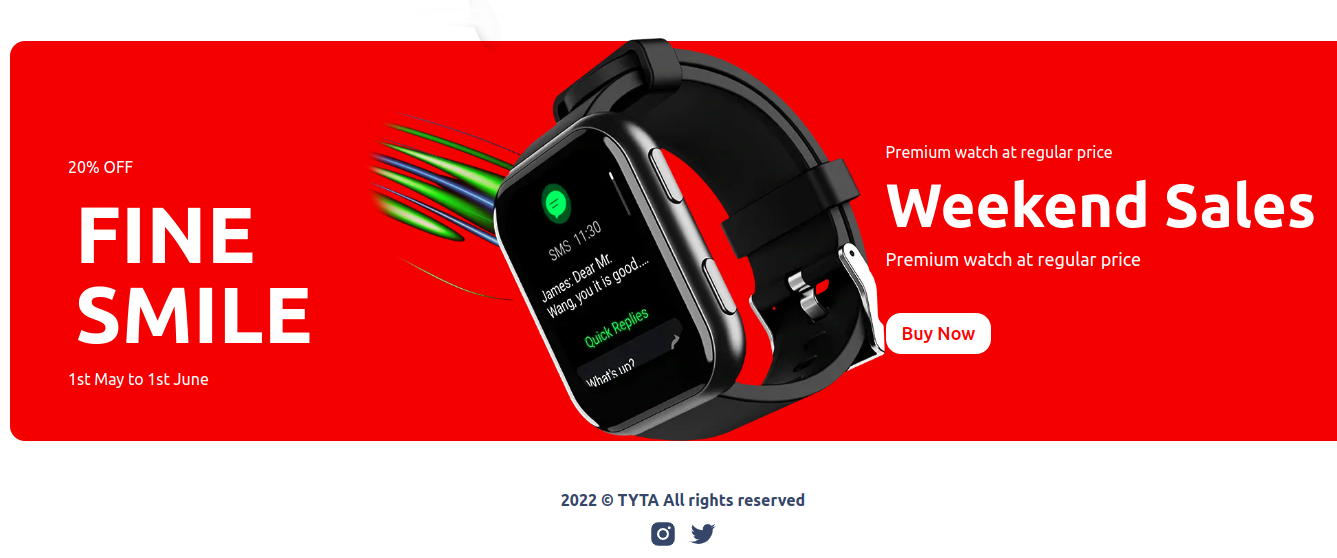 20% OFF
FINE
SMILE
1st May to 1st June
SMS 11:30
James: Dear Mr.
Wang, you it is good....
Quick Replies
What's up?
Premium watch at regular price
Weekend Sales
Premium watch at regular price
Buy Now
2022 © TYTA All rights reserved